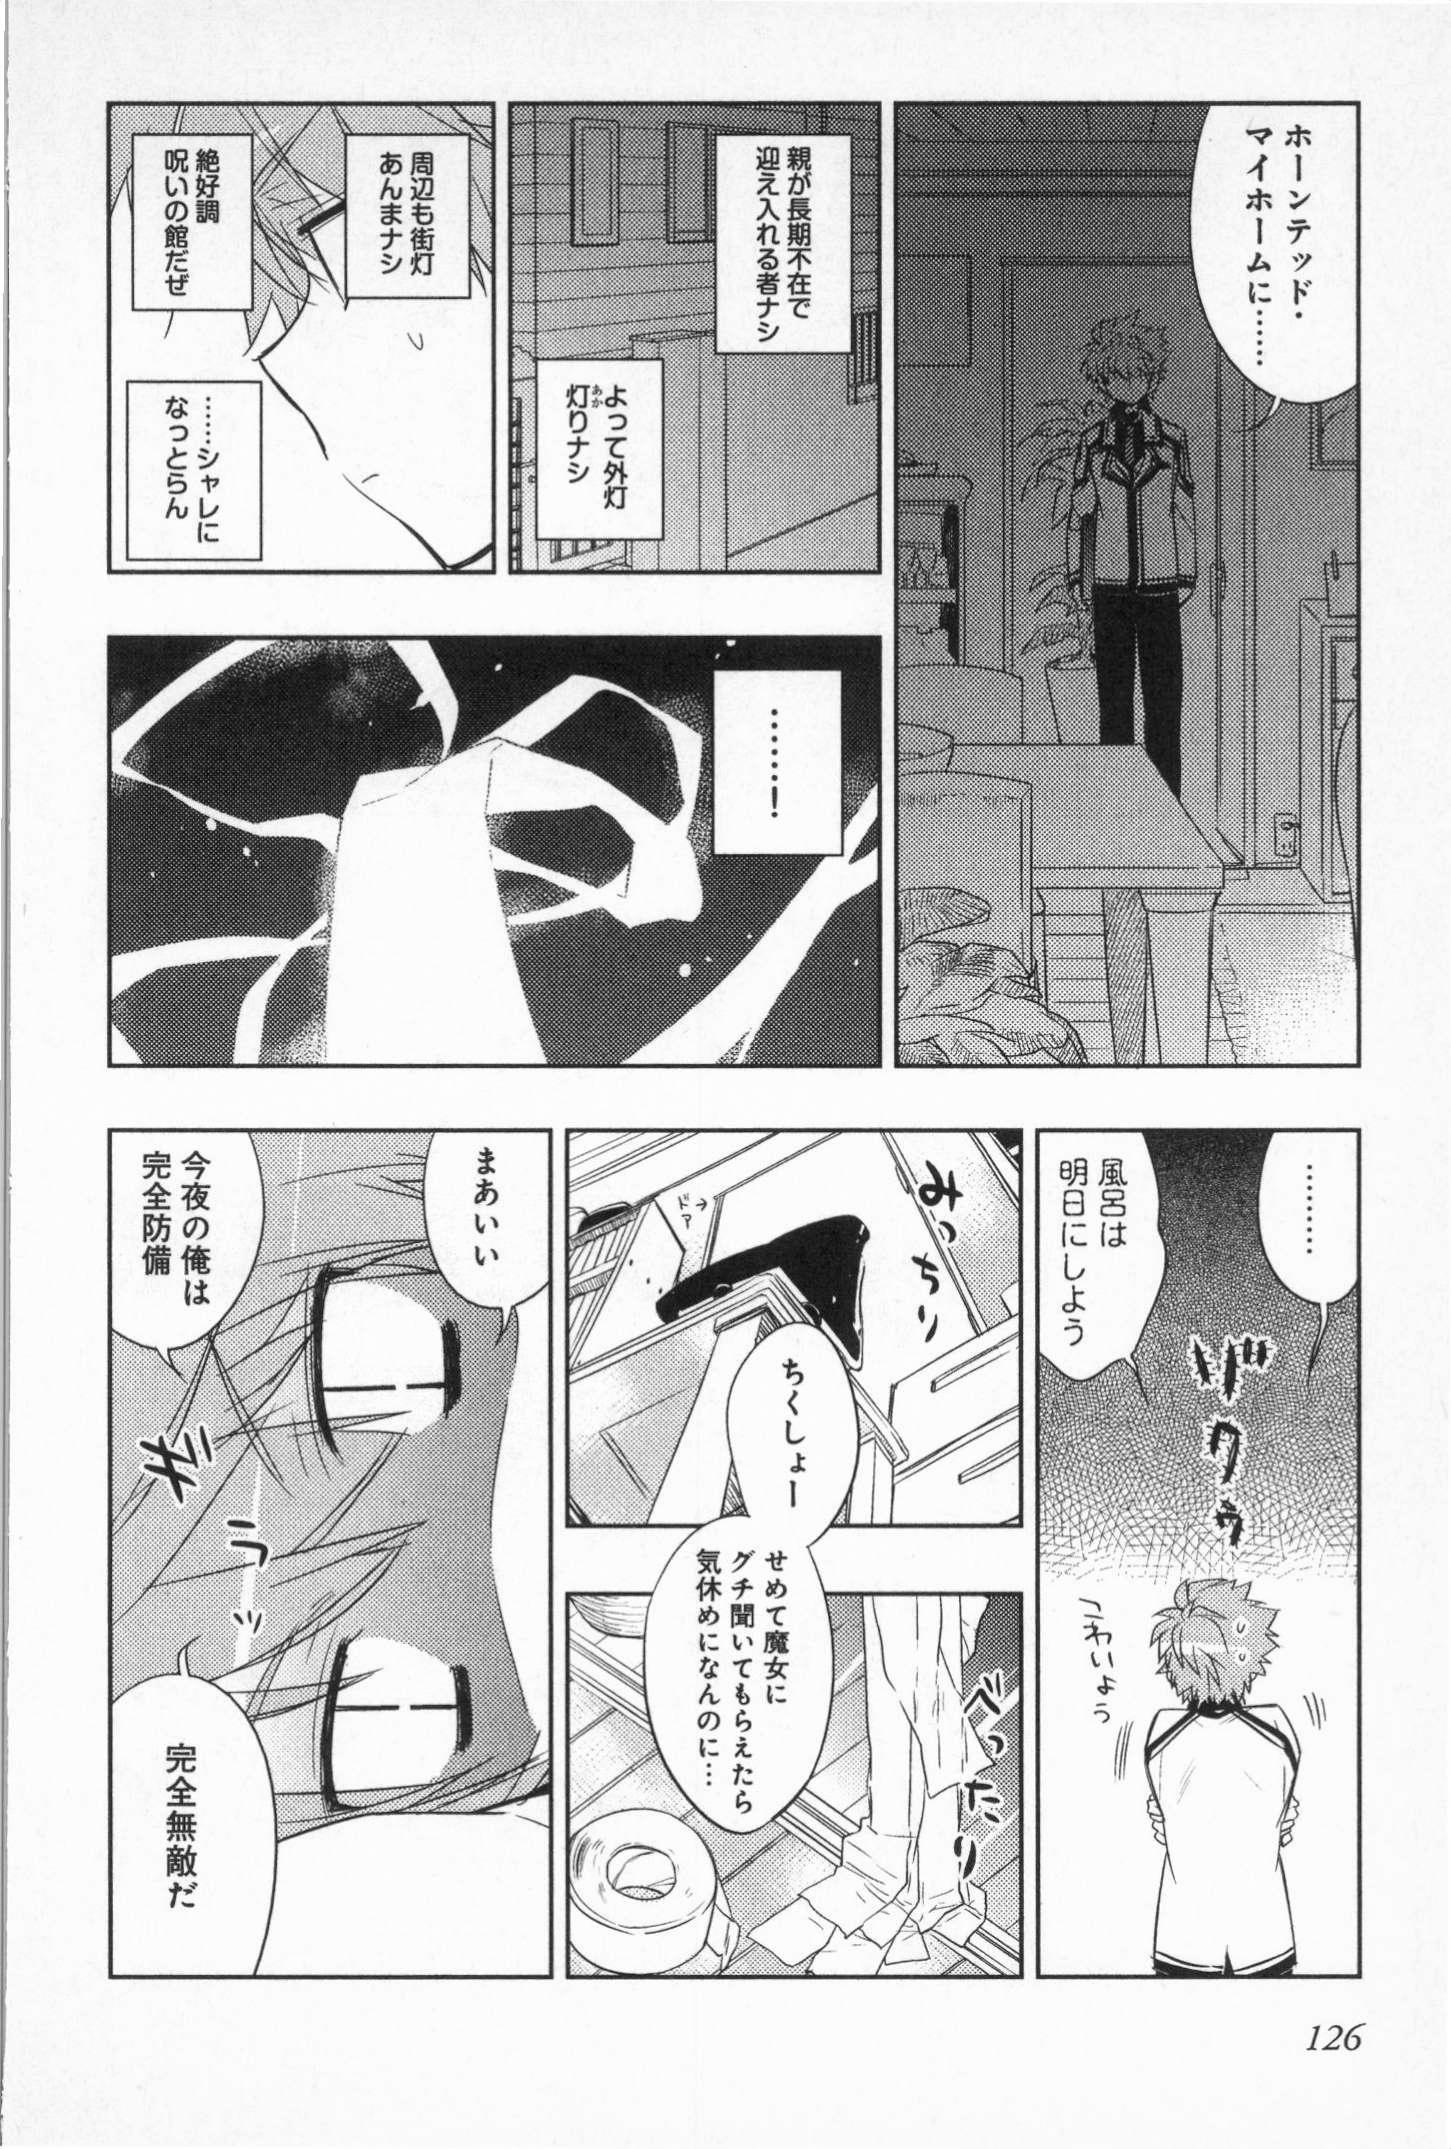 ホーンテッド・
マイホームに……
親が長期不在で
迎え入れる者ナシ
よって外灯
灯りナシ
あか
周辺も街灯
あんまナシ
絶好調
呪いの館だぜ
……シャレに
なっとらん
………！
………
風呂は
明日にしよう
ゾクゥ
こわいよう
みっちり
ドア→
ちくしょー
せめて魔女に
グチ聞いてもらえたら
気休めになんのに…
べったり
まあいい
今夜の俺は
完全防備
ギラッ
完全無敵だ
126